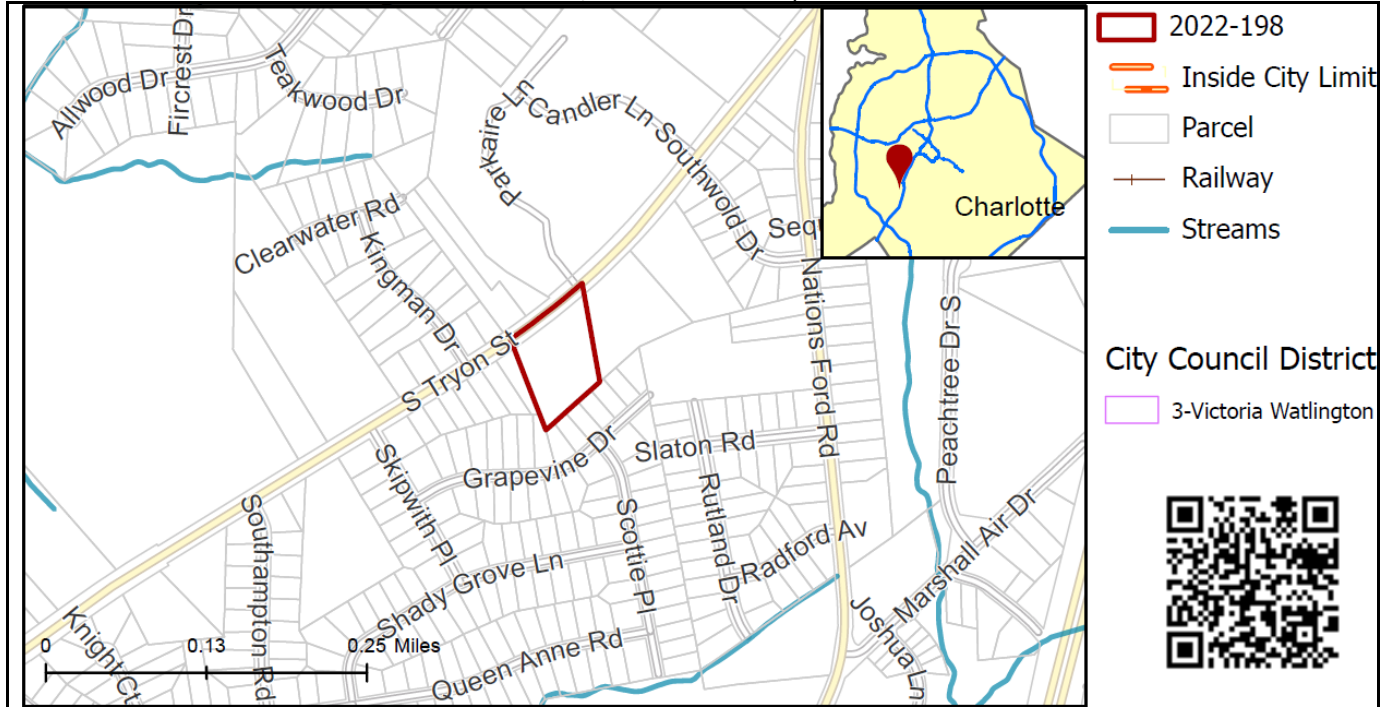 Allwood Dr
Fircrest Dr
Teakwood Dr
Parkaire Ln
Candler Ln
Southwold Dr
Clearwater Rd
Kingman Dr
S Tryon St
Nations Ford Rd
Peachtree Dr S
Skipwith Pl
Grapevine Dr
Slaton Rd
Rutland Dr
Scottie Pl
Radford Av
Marshall Air Dr
Joshua Ln
Southampton Rd
Shady Grove Ln
Queen Anne Rd
Knight Ct
0 0.13 0.25 Miles
Charlotte
2022-198
Inside City Limit
Parcel
Railway
Streams
City Council District
3-Victoria Watlington